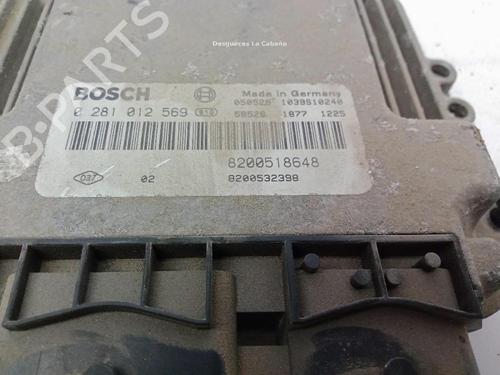 Desguaces La Cabaña
B-PARTS
BOSCH
Made in Germany
050528 1039S10240
0 281 012 569
58528 1877 1225
8200518648
02
8200532398